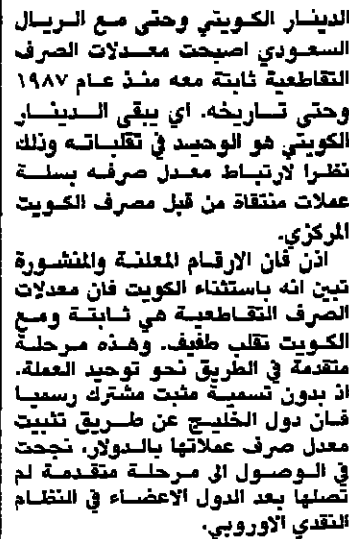 الدينار الكويتي وحتى مع الريال
السعودي اصبحت معدلات الصرف
التقاطعية ثابتة معه منذ عام ١٩٨٧
وحتى تاريخه. اي يبقى الدينار
الكويتي هو الوحيد في تقلباته وذلك
نظرا لارتباط معدل صرفه بسلة
عملات منتقاة من قبل مصرف الكويت
المركزي.
اذن فان الارقام المعلنة والمنشورة
تبين انه باستثناء الكويت فان معدلات
الصرف التقاطعية هي ثابتة ومع
الكويت تقلب طفيف. وهذه مرحلة
متقدمة في الطريق نحو توحيد العملة.
اذ بدون تسمية مثبت مشترك رسميا
فان دول الخليج عن طريق تثبيت
معدل صرف عملاتها بالدولار، نجحت
في الوصول الى مرحلة متقدمة لم
تصلها بعد الدول الاعضاء في النظام
النقدي الاوروبي.